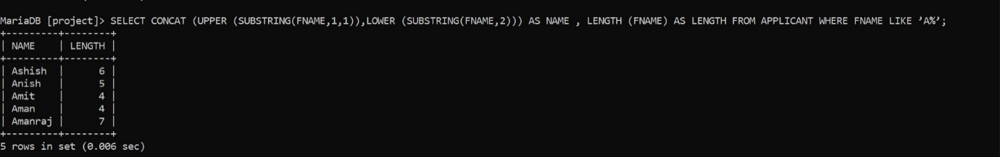 MariaDB [project]> SELECT CONCAT (UPPER (SUBSTRING(FNAME,1,1)),LOWER (SUBSTRING(FNAME,2))) AS NAME , LENGTH (FNAME) AS LENGTH FROM APPLICANT WHERE FNAME LIKE ’A%’;
+---------+--------+
| NAME    | LENGTH |
+---------+--------+
| Ashish  |      6 |
| Anish   |      5 |
| Amit    |      4 |
| Aman    |      4 |
| Amanraj |      7 |
+---------+--------+
5 rows in set (0.006 sec)